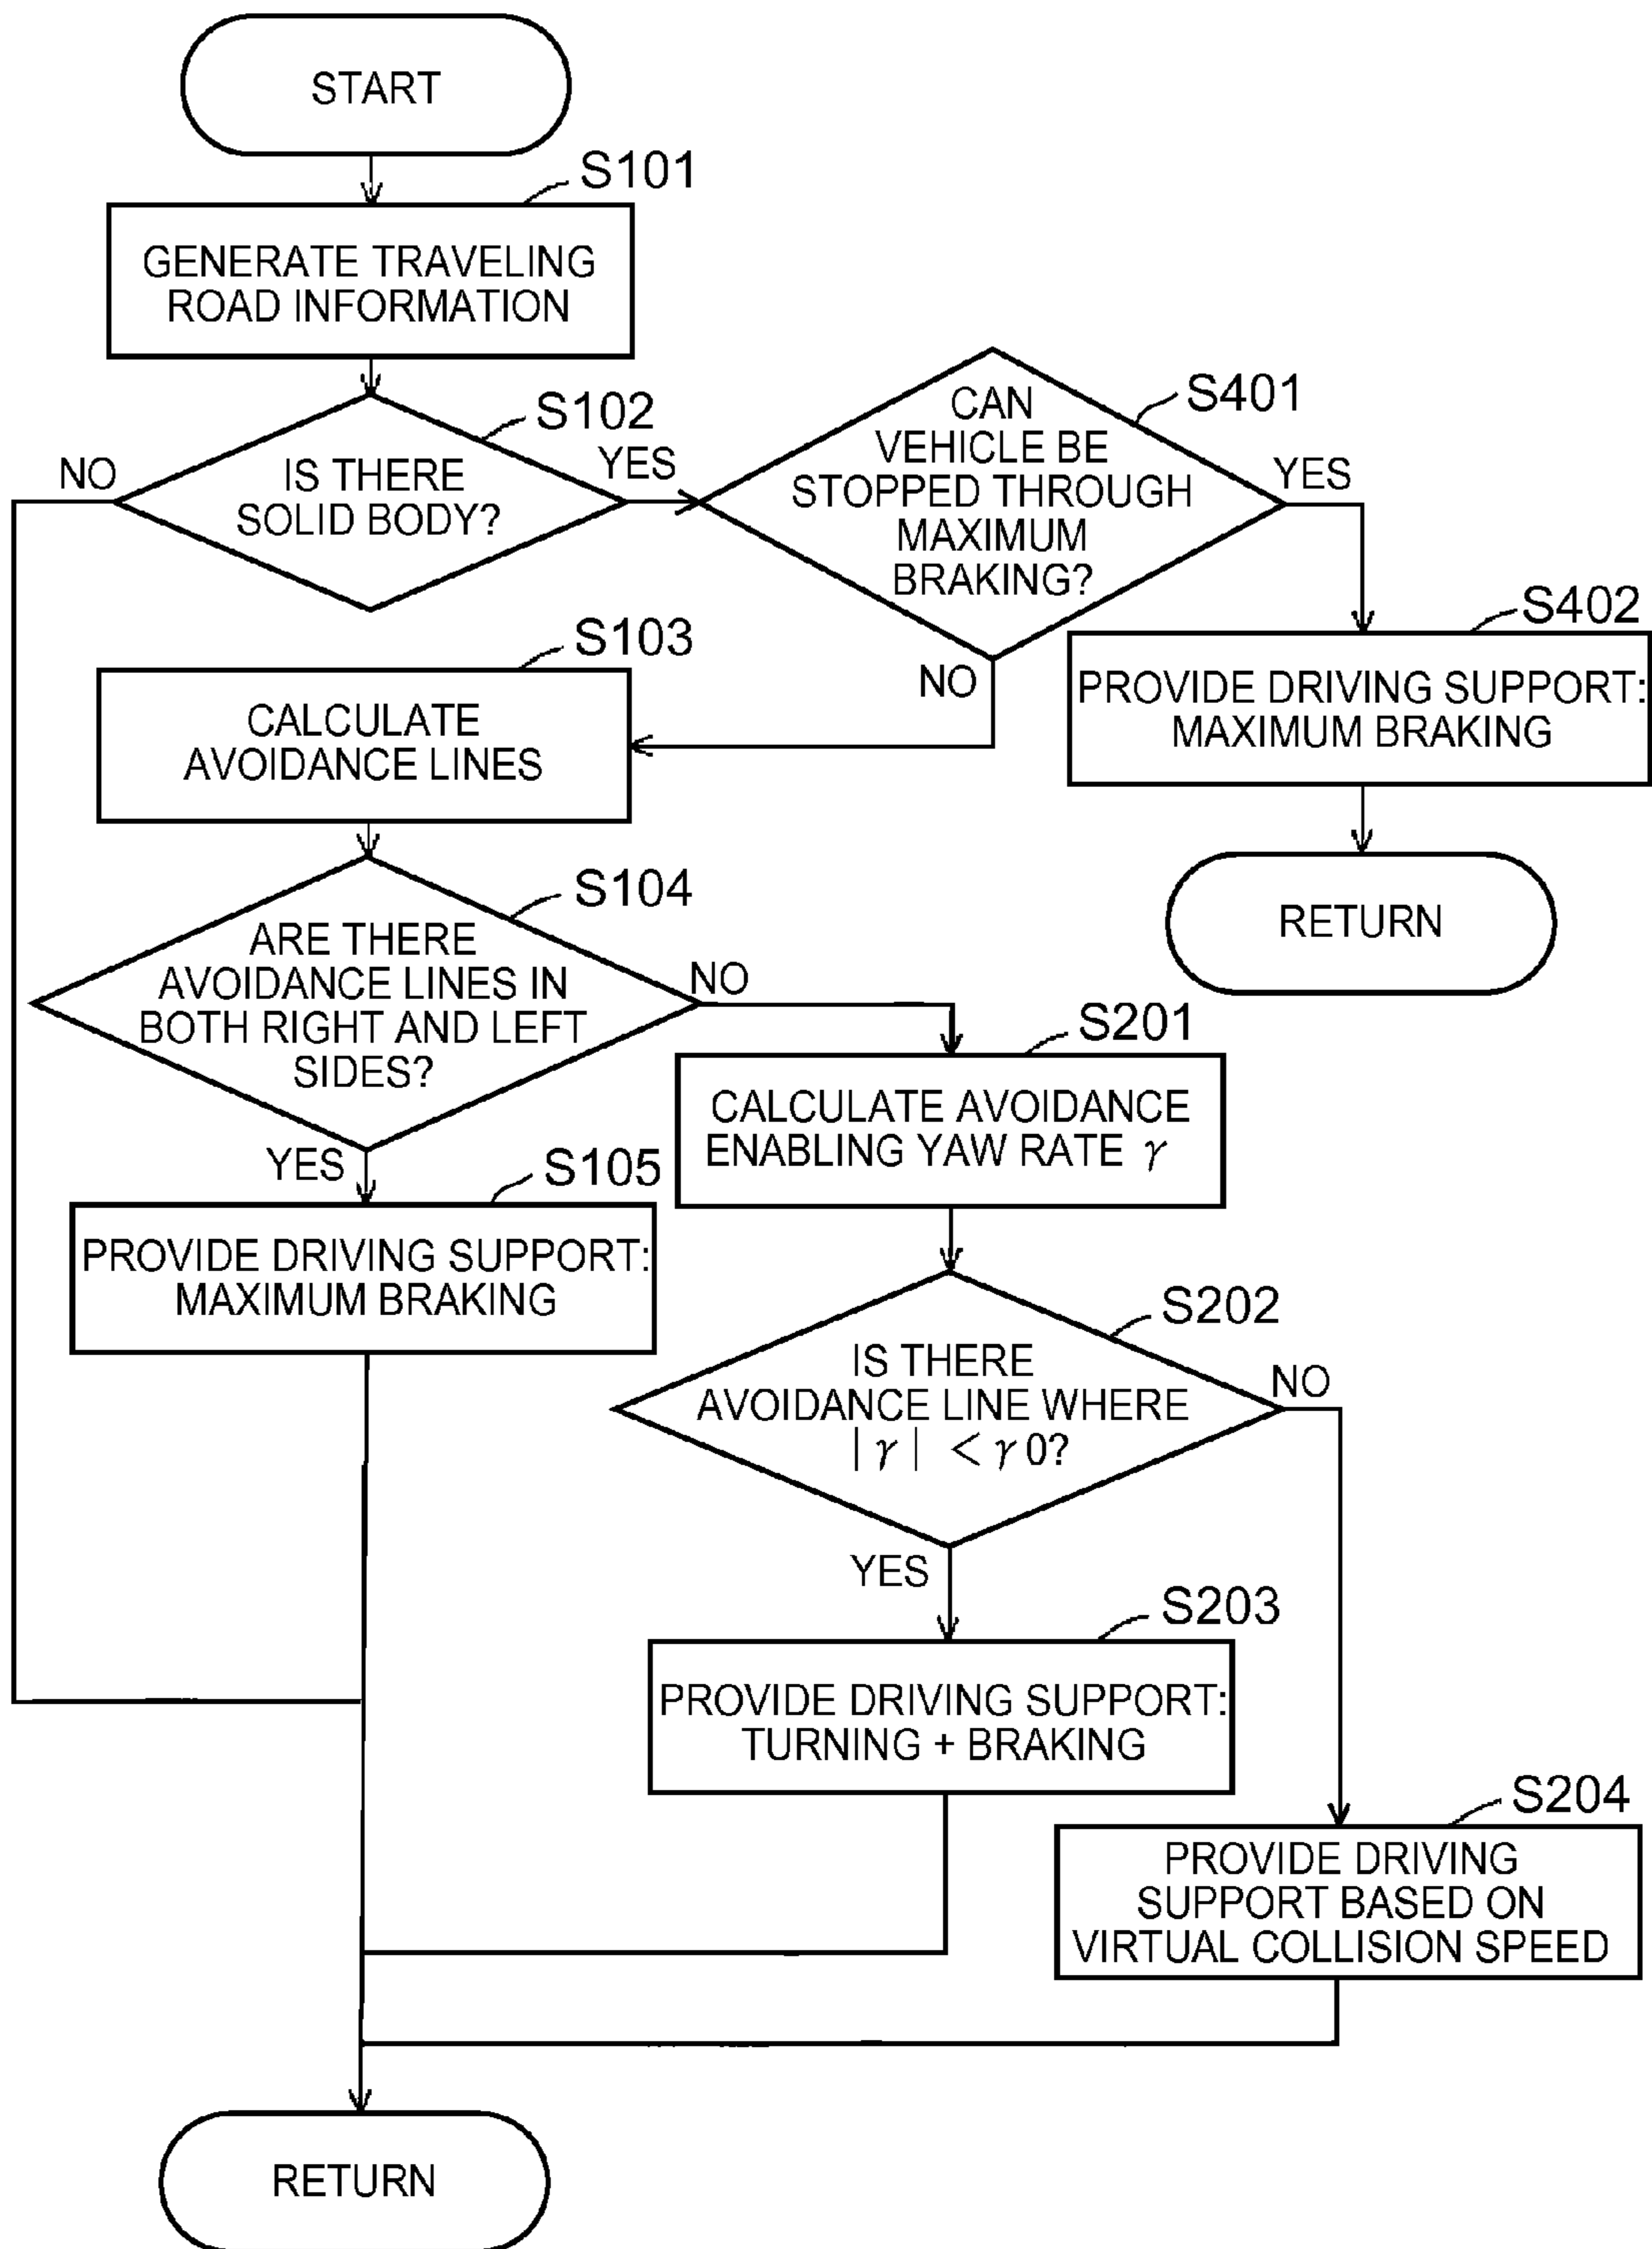 START
S101
GENERATE TRAVELING
ROAD INFORMATION
S102
IS THERE
SOLID BODY?
NO
YES
S401
CAN
VEHICLE BE
STOPPED THROUGH
MAXIMUM
BRAKING?
YES
NO
S402
PROVIDE DRIVING SUPPORT:
MAXIMUM BRAKING
RETURN
S103
CALCULATE
AVOIDANCE LINES
S104
ARE THERE
AVOIDANCE LINES IN
BOTH RIGHT AND LEFT
SIDES?
NO
YES
S105
PROVIDE DRIVING SUPPORT:
MAXIMUM BRAKING
S201
CALCULATE AVOIDANCE
ENABLING YAW RATE γ
S202
IS THERE
AVOIDANCE LINE WHERE
|γ| < γ0?
NO
YES
S203
PROVIDE DRIVING SUPPORT:
TURNING + BRAKING
S204
PROVIDE DRIVING
SUPPORT BASED ON
VIRTUAL COLLISION SPEED
RETURN